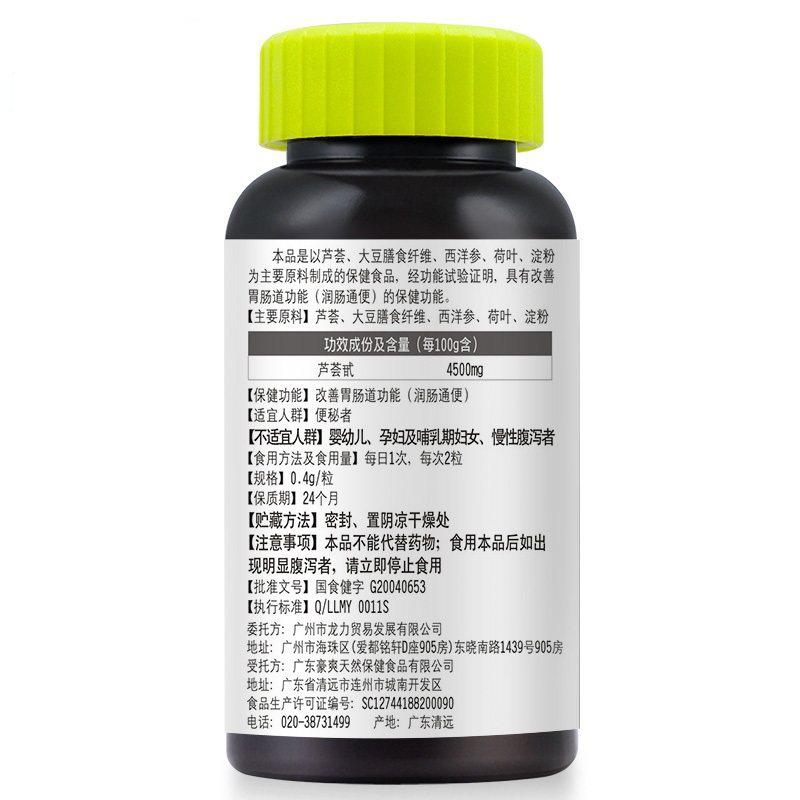 本品是以芦荟、大豆膳食纤维、西洋参、荷叶、淀粉
为主要原料制成的保健食品，经功能试验证明，具有改善
胃肠道功能（润肠通便）的保健功能。
【主要原料】芦荟、大豆膳食纤维、西洋参、荷叶、淀粉
功效成份及含量（每100g含）
芦荟甙 4500mg
【保健功能】改善胃肠道功能（润肠通便）
【适宜人群】便秘者
【不适宜人群】婴幼儿、孕妇及哺乳期妇女、慢性腹泻者
【食用方法及食用量】每日1次，每次2粒
【规格】0.4g/粒
【保质期】24个月
【贮藏方法】密封、置阴凉干燥处
【注意事项】本品不能代替药物；食用本品后如出
现明显腹泻者，请立即停止食用
【批准文号】国食健字 G20040653
【执行标准】Q/LLMY 0011S
委托方：广州市龙力贸易发展有限公司
地址：广州市海珠区(爱都铭轩D座905房)东晓南路1439号905房
受托方：广东豪爽天然保健食品有限公司
地址：广东省清远市连州市城南开发区
食品生产许可证编号：SC12744188200090
电话：020-38731499 产地：广东清远